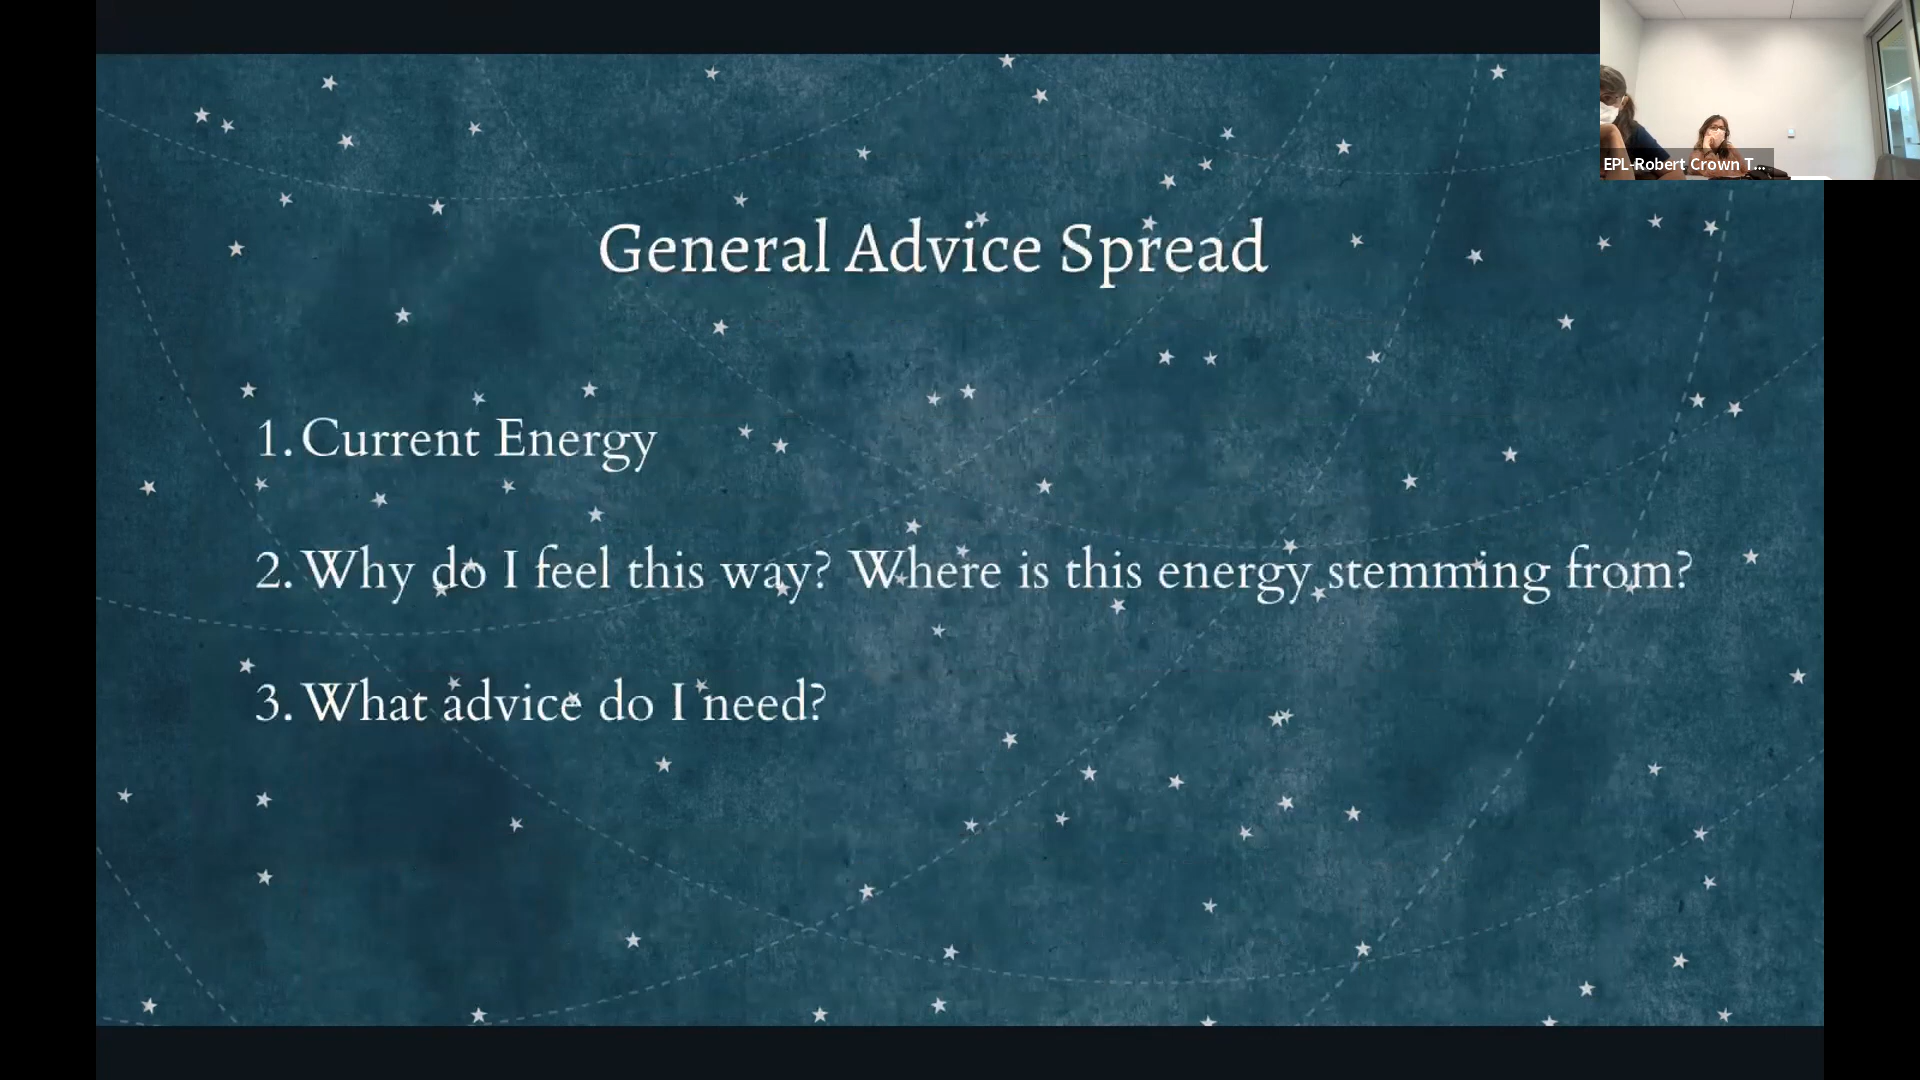 EPL-Robert Crown T...
General Advice Spread
1. Current Energy
2. Why do I feel this way? Where is this energy stemming from?
3. What advice do I need?